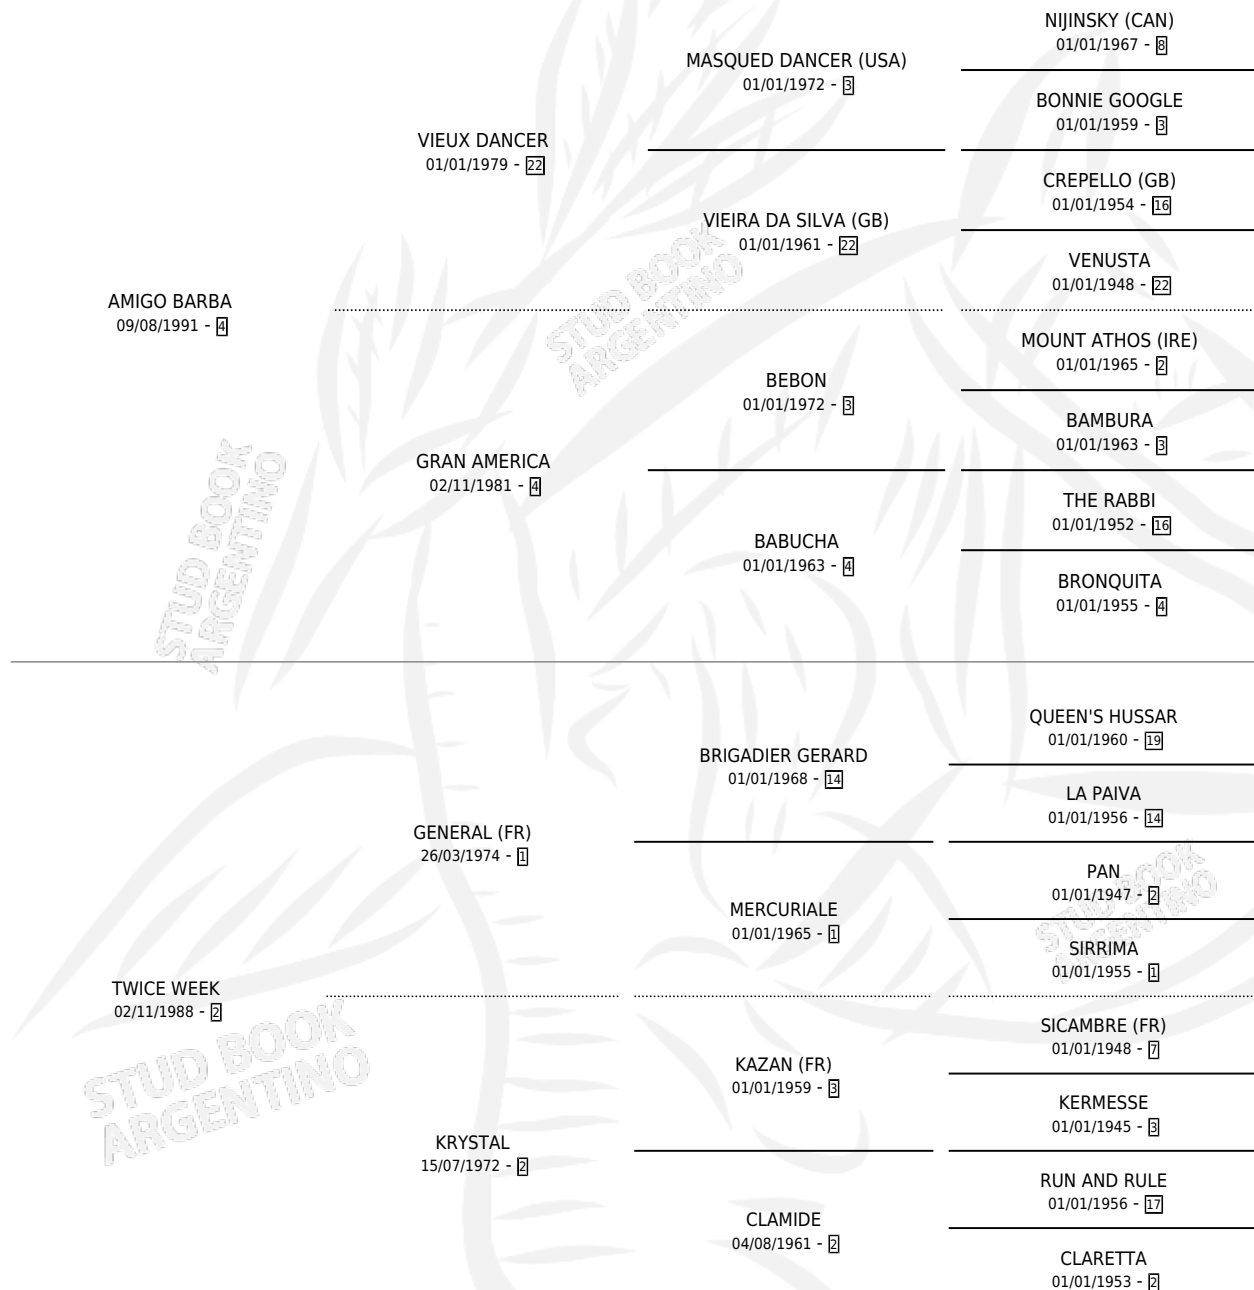 NIJINSKY (CAN)
01/01/1967 - 8
MASQUED DANCER (USA)
01/01/1972 - 3
BONNIE GOOGLE
01/01/1959 - 3
VIEUX DANCER
01/01/1979 - 22
CREPELLO (GB)
01/01/1954 - 16
VIEIRA DA SILVA (GB)
01/01/1961 - 22
VENUSTA
01/01/1948 - 22
AMIGO BARBA
09/08/1991 - 4
MOUNT ATHOS (IRE)
01/01/1965 - 2
BEBON
01/01/1972 - 3
BAMBURA
01/01/1963 - 3
GRAN AMERICA
02/11/1981 - 4
THE RABBI
01/01/1952 - 16
BABUCHA
01/01/1963 - 4
BRONQUITA
01/01/1955 - 4
STUD BOOK
ARGENTINO
STUD BOOK
ARGENTINO
QUEEN'S HUSSAR
01/01/1960 - 19
BRIGADIER GERARD
01/01/1968 - 14
LA PAIVA
01/01/1956 - 14
GENERAL (FR)
26/03/1974 - 1
PAN
01/01/1947 - 2
MERCURIALE
01/01/1965 - 1
SIRRIMA
01/01/1955 - 1
TWICE WEEK
02/11/1988 - 2
SICAMBRE (FR)
01/01/1948 - 7
KAZAN (FR)
01/01/1959 - 3
KERMESSE
01/01/1945 - 3
KRYSTAL
15/07/1972 - 2
RUN AND RULE
01/01/1956 - 17
CLAMIDE
04/08/1961 - 2
CLARETTA
01/01/1953 - 2
STUD BOOK
ARGENTINO
STUD BOOK
ARGENTINO